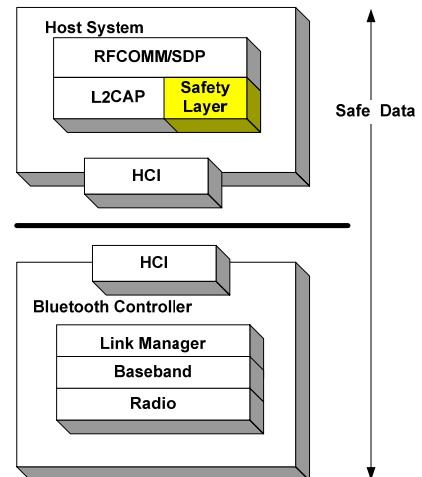 Host System
RFCOMM/SDP
L2CAP
Safety
Layer
Safe Data
HCI
HCI
Bluetooth Controller
Link Manager
Baseband
Radio